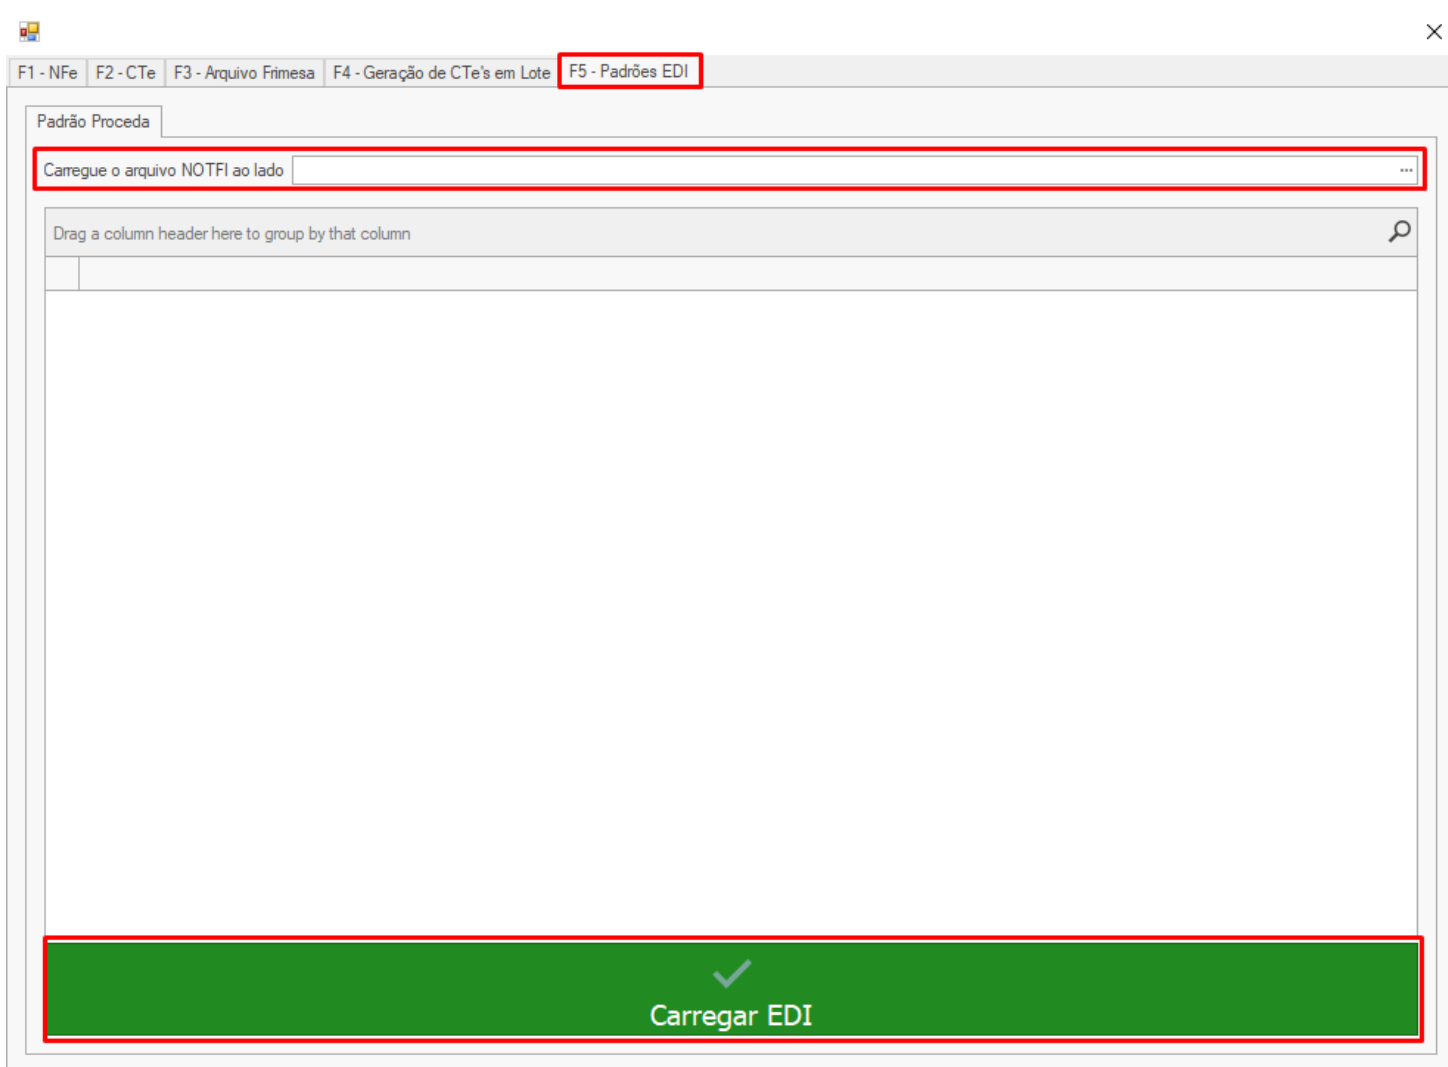 F1 - NFe F2 - CTe F3 - Arquivo Frimesa F4 - Geração de CTe's em Lote F5 - Padrões EDI
Padrão Proceda
Carregue o arquivo NOTFI ao lado ...
Drag a column header here to group by that column
Carregar EDI